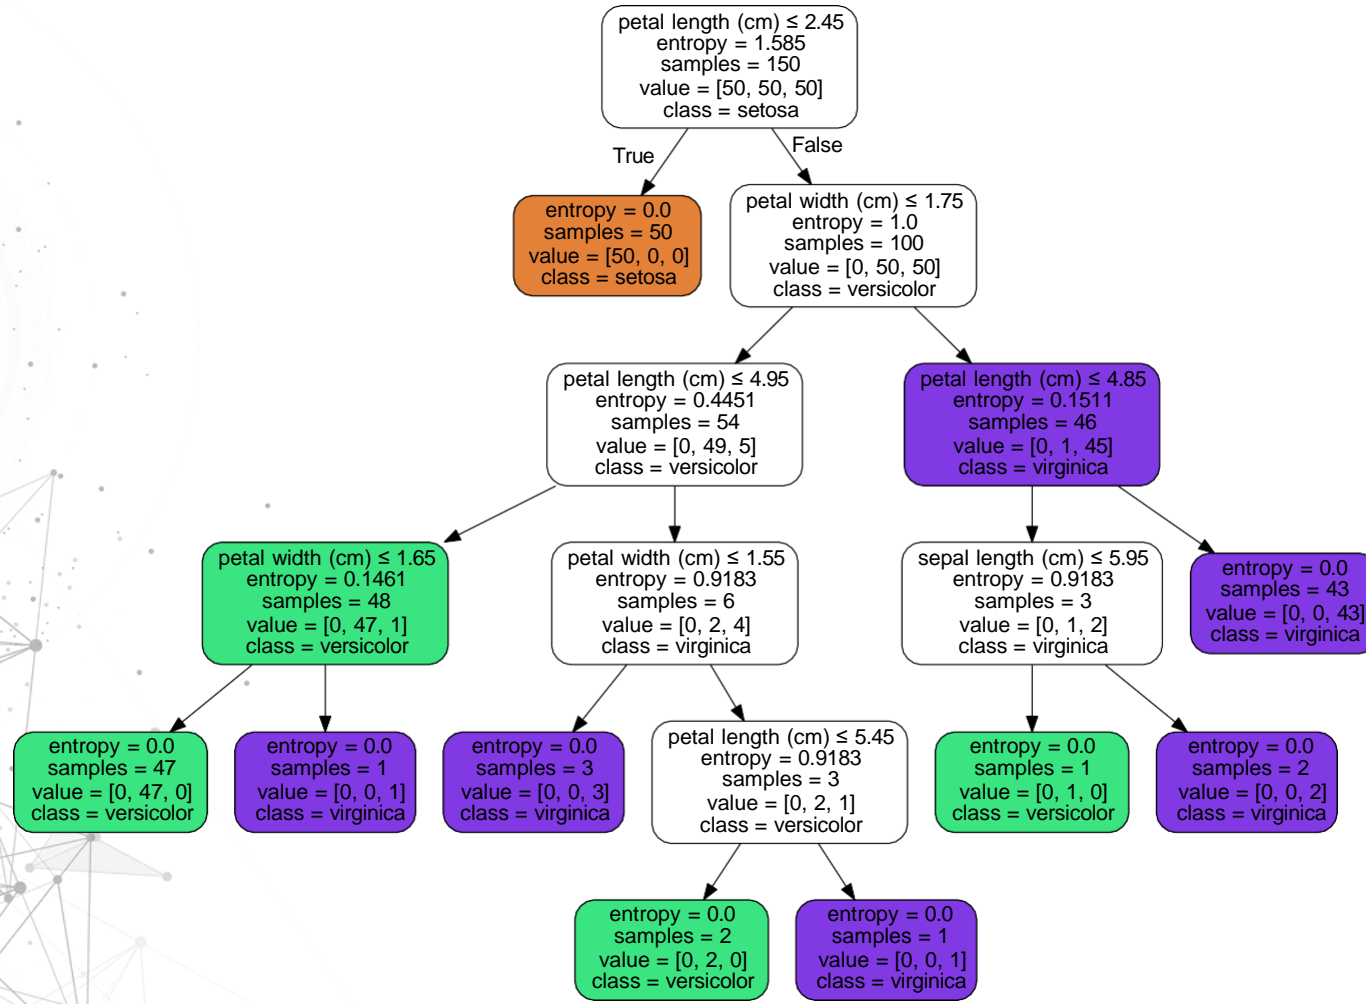 petal length (cm) ≤ 2.45
entropy = 1.585
samples = 150
value = [50, 50, 50]
class = setosa
True
False
entropy = 0.0
samples = 50
value = [50, 0, 0]
class = setosa
petal width (cm) ≤ 1.75
entropy = 1.0
samples = 100
value = [0, 50, 50]
class = versicolor
petal length (cm) ≤ 4.95
entropy = 0.4451
samples = 54
value = [0, 49, 5]
class = versicolor
petal length (cm) ≤ 4.85
entropy = 0.1511
samples = 46
value = [0, 1, 45]
class = virginica
petal width (cm) ≤ 1.65
entropy = 0.1461
samples = 48
value = [0, 47, 1]
class = versicolor
petal width (cm) ≤ 1.55
entropy = 0.9183
samples = 6
value = [0, 2, 4]
class = virginica
sepal length (cm) ≤ 5.95
entropy = 0.9183
samples = 3
value = [0, 1, 2]
class = virginica
entropy = 0.0
samples = 43
value = [0, 0, 43]
class = virginica
entropy = 0.0
samples = 47
value = [0, 47, 0]
class = versicolor
entropy = 0.0
samples = 1
value = [0, 0, 1]
class = virginica
entropy = 0.0
samples = 3
value = [0, 0, 3]
class = virginica
petal length (cm) ≤ 5.45
entropy = 0.9183
samples = 3
value = [0, 2, 1]
class = versicolor
entropy = 0.0
samples = 1
value = [0, 1, 0]
class = versicolor
entropy = 0.0
samples = 2
value = [0, 0, 2]
class = virginica
entropy = 0.0
samples = 2
value = [0, 2, 0]
class = versicolor
entropy = 0.0
samples = 1
value = [0, 0, 1]
class = virginica